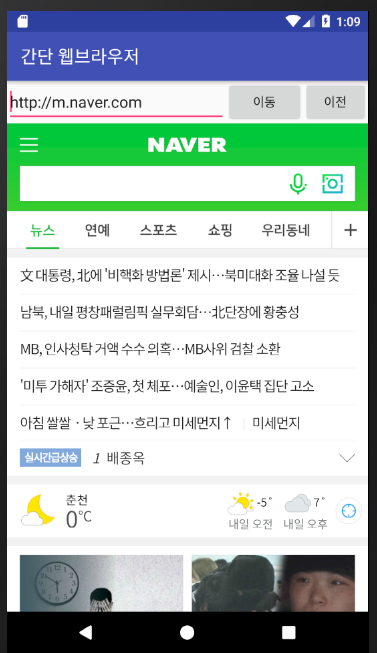 1:09
간단 웹브라우저
http://m.naver.com 이동 이전
NAVER
뉴스 연예 스포츠 쇼핑 우리동네 +
文 대통령, 北에 '비핵화 방법론' 제시…북미대화 조율 나설 듯
남북, 내일 평창패럴림픽 실무회담…北단장에 황충성
MB, 인사청탁 거액 수수 의혹…MB사위 검찰 소환
'미투 가해자' 조증윤, 첫 체포…예술인, 이윤택 집단 고소
아침 쌀쌀ㆍ낮 포근…흐리고 미세먼지↑ 미세먼지
실시간급상승 1 배종옥
춘천
0℃
-5˚ 7˚
내일 오전 내일 오후